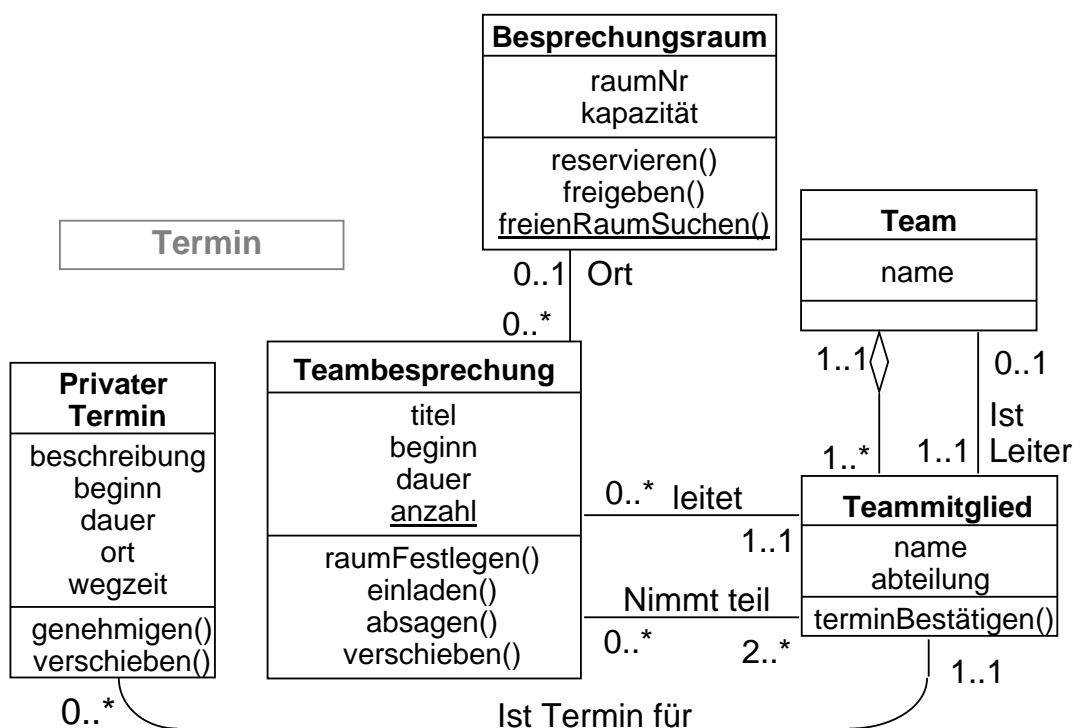 Besprechungsraum
raumNr
kapazität
reservieren()
freigeben()
freienRaumSuchen()
Termin
Team
name
0..1 Ort
0..*
1..1
0..1
Ist
Leiter
1..*
1..1
Privater
Termin
beschreibung
beginn
dauer
ort
wegzeit
genehmigen()
verschieben()
0..*
Teambesprechung
titel
beginn
dauer
anzahl
raumFestlegen()
einladen()
absagen()
verschieben()
0..* leitet
1..1
Nimmt teil
0..*
2..*
Teammitglied
name
abteilung
terminBestätigen()
1..1
Ist Termin für